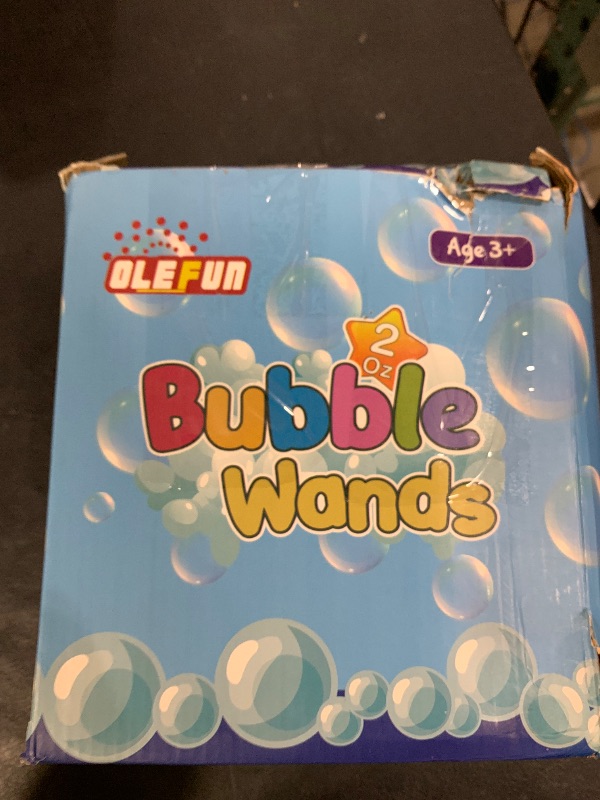 OLEFUN
Age 3+
2
Oz
Bubble
Wands